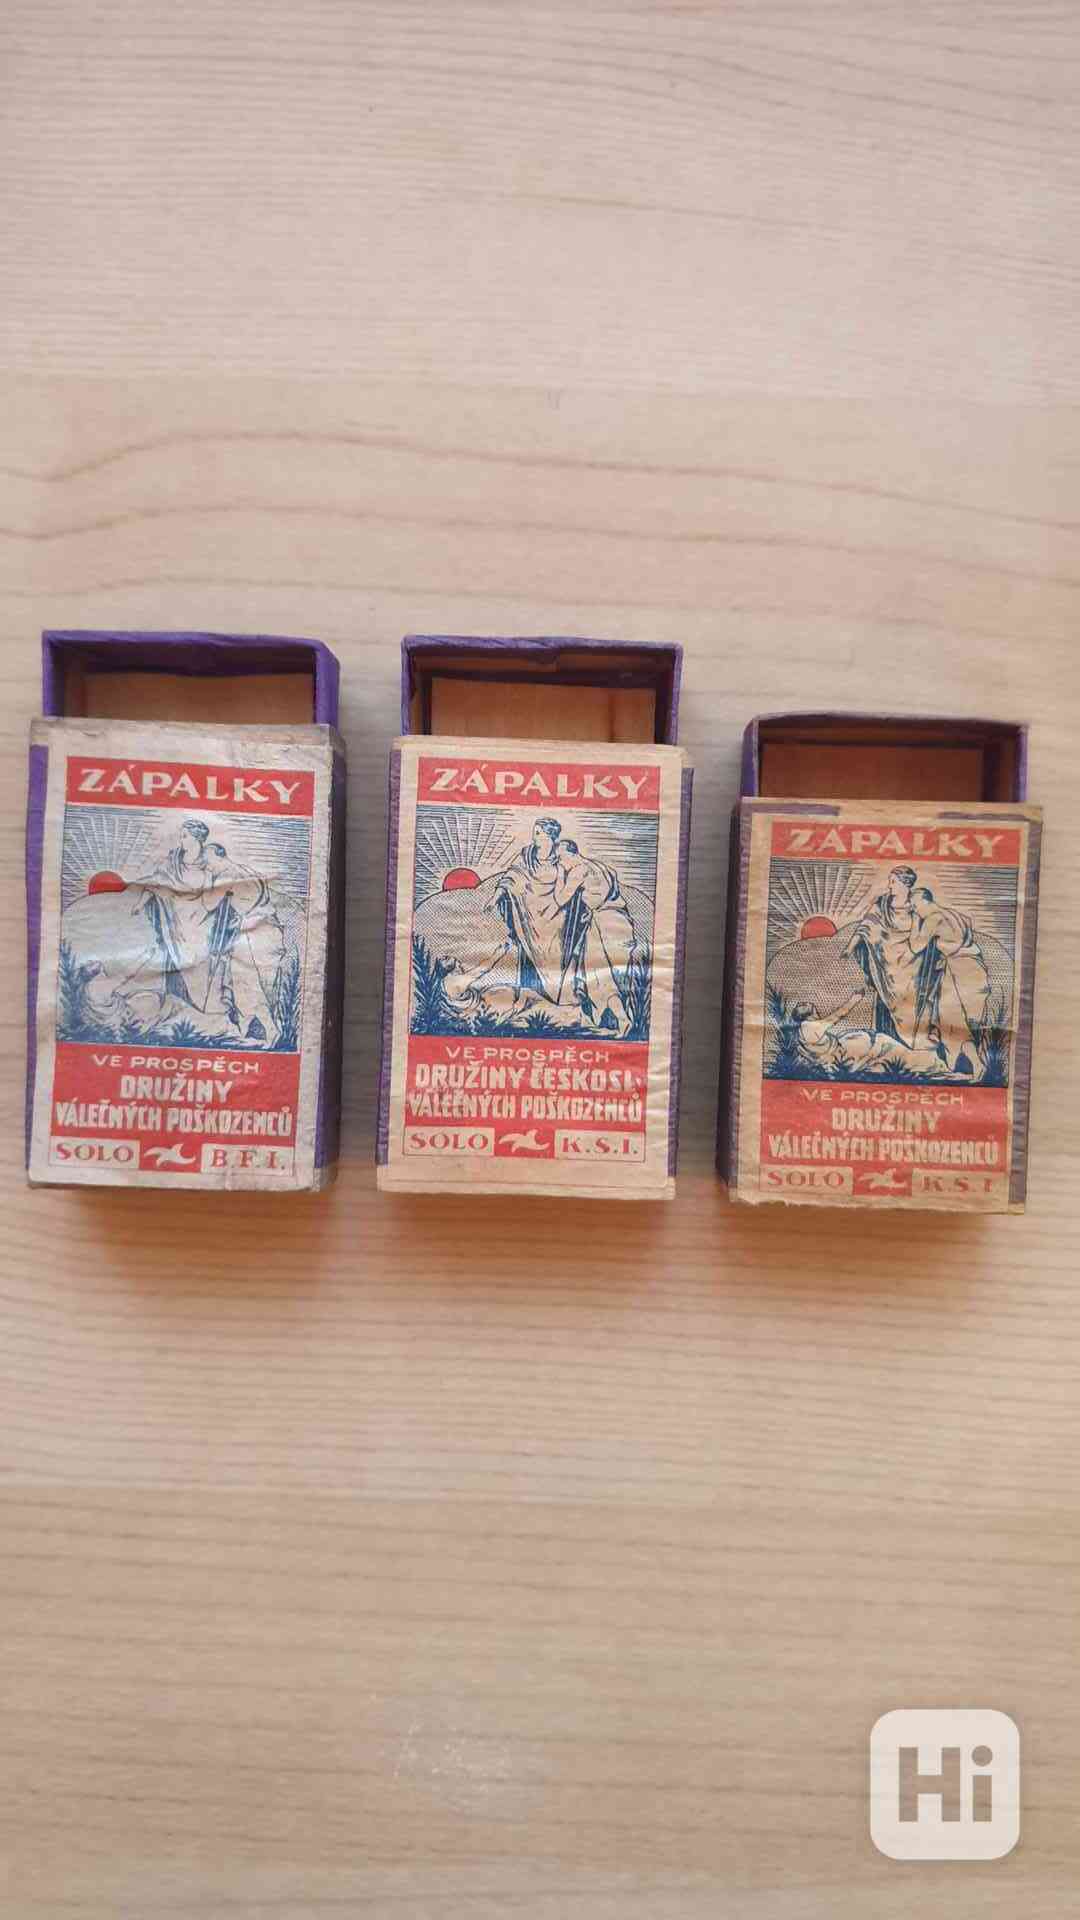 ZÁPALKY
VE PROSPĚCH
DRUŽINY
VÁLEČNÝCH POŠKOZENCŮ
SOLO B.F.I.
ZÁPALKY
VE PROSPĚCH
DRUŽINY ČESKOSL.
VÁLEČNÝCH POŠKOZENCŮ
SOLO K.S.I.
ZÁPALKY
VE PROSPĚCH
DRUŽINY
VÁLEČNÝCH POŠKOZENCŮ
SOLO K.S.I
Hi